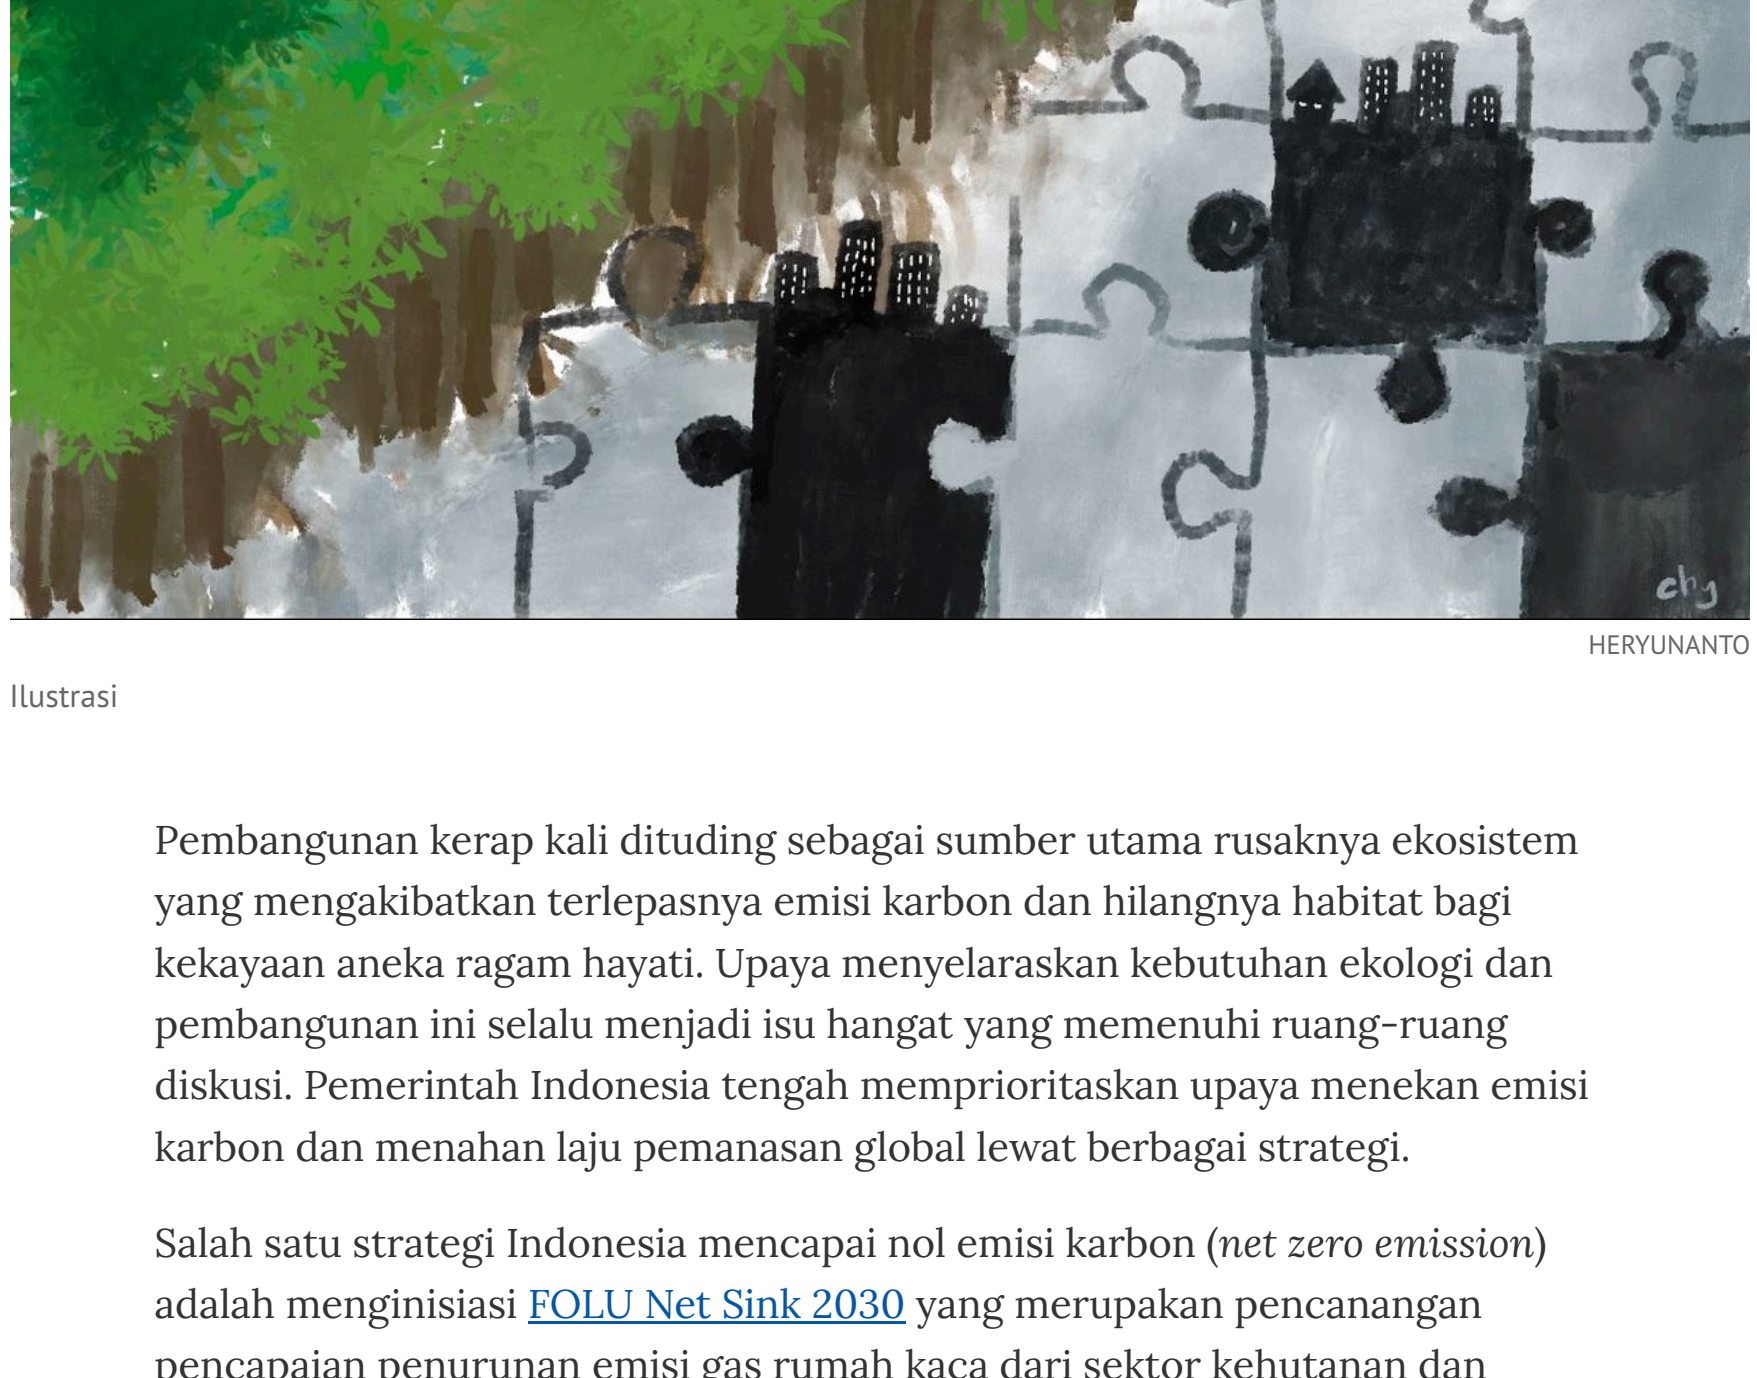 chy
HERYUNANTO
Ilustrasi
Pembangunan kerap kali dituding sebagai sumber utama rusaknya ekosistem
yang mengakibatkan terlepasnya emisi karbon dan hilangnya habitat bagi
kekayaan aneka ragam hayati. Upaya menyelaraskan kebutuhan ekologi dan
pembangunan ini selalu menjadi isu hangat yang memenuhi ruang-ruang
diskusi. Pemerintah Indonesia tengah memprioritaskan upaya menekan emisi
karbon dan menahan laju pemanasan global lewat berbagai strategi.
Salah satu strategi Indonesia mencapai nol emisi karbon (net zero emission)
adalah menginisiasi FOLU Net Sink 2030 yang merupakan pencanangan
pencapaian penurunan emisi gas rumah kaca dari sektor kehutanan dan